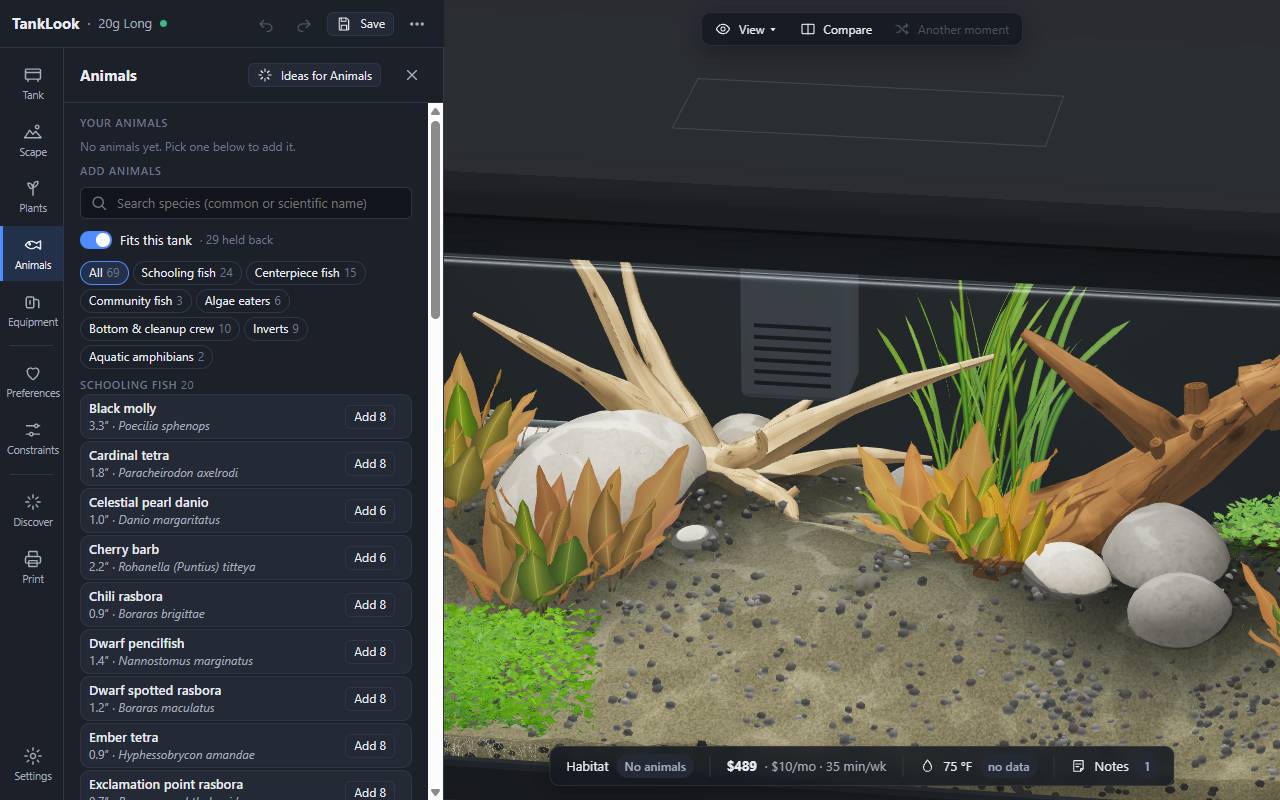 TankLook · 20g Long
Save
View
Compare
Another moment
Tank
Scape
Plants
Animals
Equipment
Preferences
Constraints
Discover
Print
Settings
Animals
Ideas for Animals
YOUR ANIMALS
No animals yet. Pick one below to add it.
ADD ANIMALS
Search species (common or scientific name)
Fits this tank · 29 held back
All 69 Schooling fish 24 Centerpiece fish 15
Community fish 3 Algae eaters 6
Bottom & cleanup crew 10 Inverts 9
Aquatic amphibians 2
SCHOOLING FISH 20
Black molly
3.3" · Poecilia sphenops
Add 8
Cardinal tetra
1.8" · Paracheirodon axelrodi
Add 8
Celestial pearl danio
1.0" · Danio margaritatus
Add 6
Cherry barb
2.2" · Rohanella (Puntius) titteya
Add 6
Chili rasbora
0.9" · Boraras brigittae
Add 8
Dwarf pencilfish
1.4" · Nannostomus marginatus
Add 8
Dwarf spotted rasbora
1.2" · Boraras maculatus
Add 8
Ember tetra
0.9" · Hyphessobrycon amandae
Add 8
Exclamation point rasbora
Add 8
Habitat No animals
$489 · $10/mo · 35 min/wk
75 °F no data
Notes 1